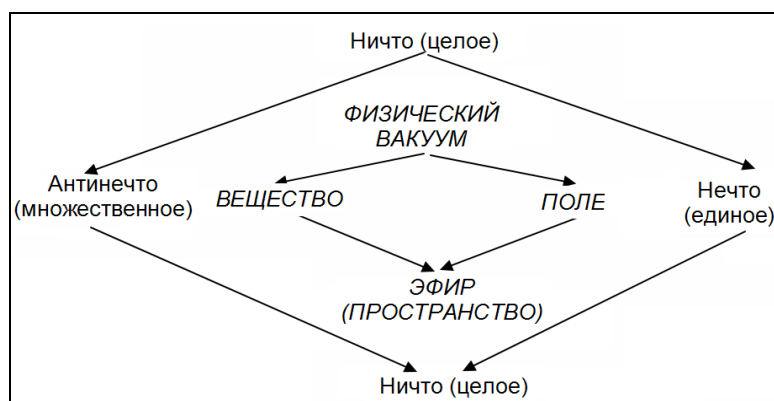 Ничто (целое)
ФИЗИЧЕСКИЙ
ВАКУУМ
Антинечто
(множественное)
ВЕЩЕСТВО
ПОЛЕ
Нечто
(единое)
ЭФИР
(ПРОСТРАНСТВО)
Ничто (целое)